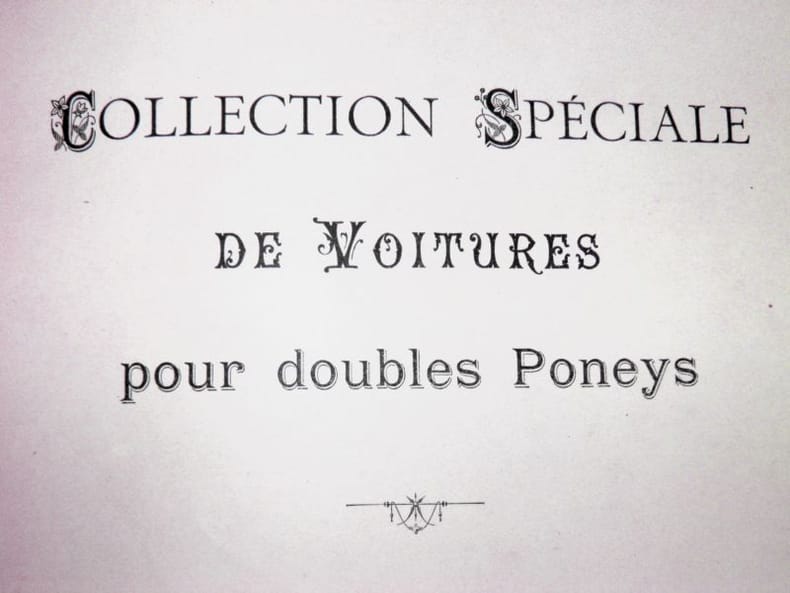 COLLECTION SPÉCIALE
DE VOITURES
pour doubles Poneys